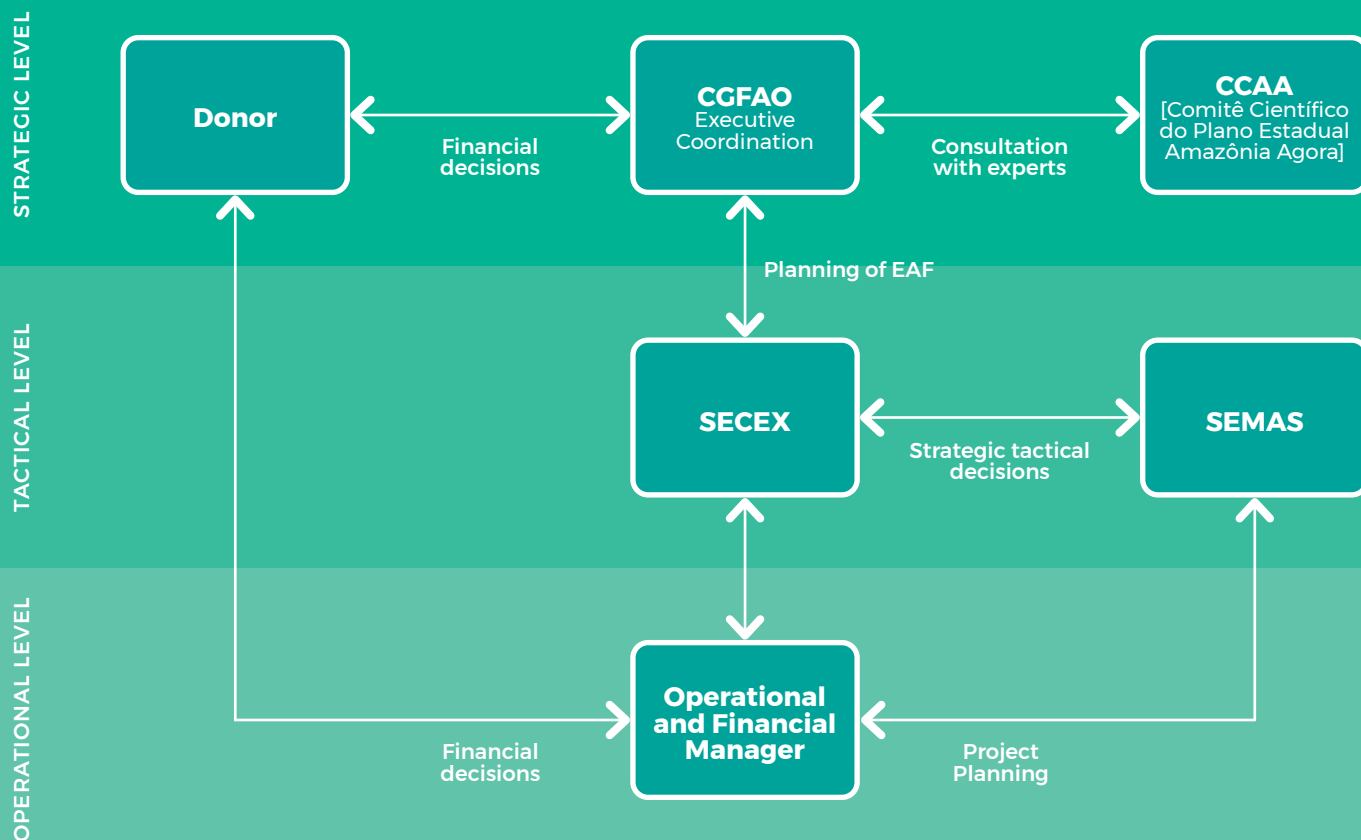 STRATEGIC LEVEL
Donor
Financial
decisions
CGFAO
Executive
Coordination
Consultation
with experts
CCAA
[Comitê Científico
do Plano Estadual
Amazônia Agora]
Planning of EAF
TACTICAL LEVEL
SECEX
Strategic tactical
decisions
SEMAS
OPERATIONAL LEVEL
Financial
decisions
Operational
and Financial
Manager
Project
Planning